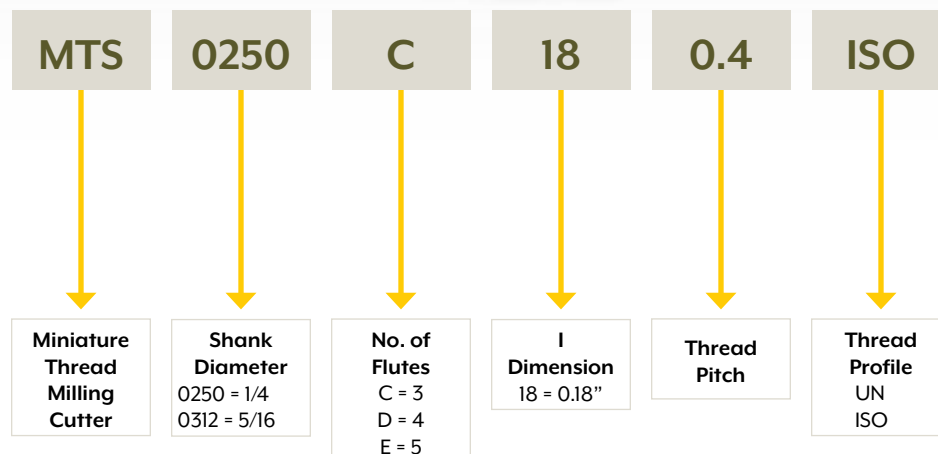 MTS
0250
C
18
0.4
ISO
Miniature
Thread
Milling
Cutter
Shank
Diameter
0250 = 1/4
0312 = 5/16
No. of
Flutes
C = 3
D = 4
E = 5
I
Dimension
18 = 0.18”
Thread
Pitch
Thread
Profile
UN
ISO